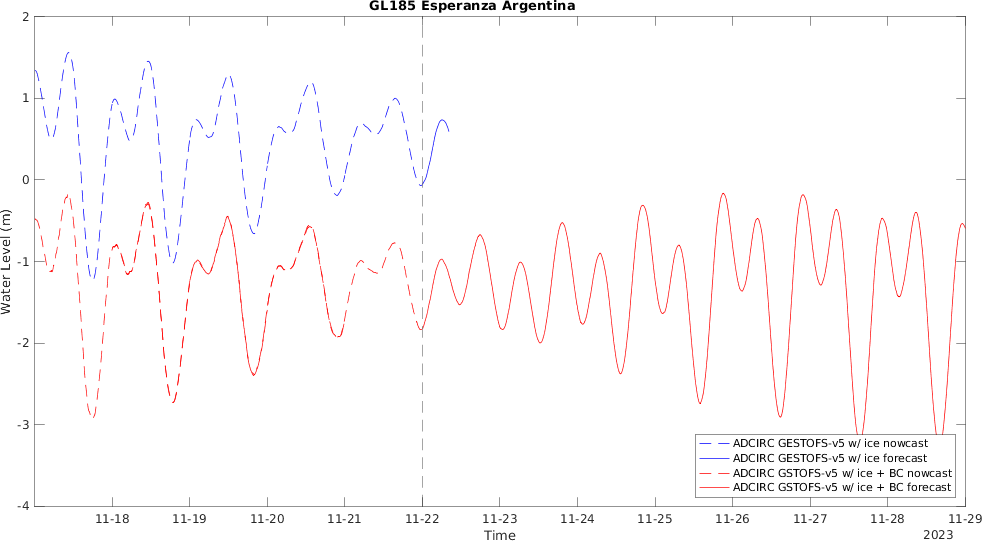 GL185 Esperanza Argentina
2
1
0
-1
-2
-3
-4
Water Level (m)
ADCIRC GESTOFS-v5 w/ ice nowcast
ADCIRC GESTOFS-v5 w/ ice forecast
ADCIRC GSTOFS-v5 w/ ice + BC nowcast
ADCIRC GSTOFS-v5 w/ ice + BC forecast
11-18 11-19 11-20 11-21 11-22 11-23 11-24 11-25 11-26 11-27 11-28 11-29
Time
2023